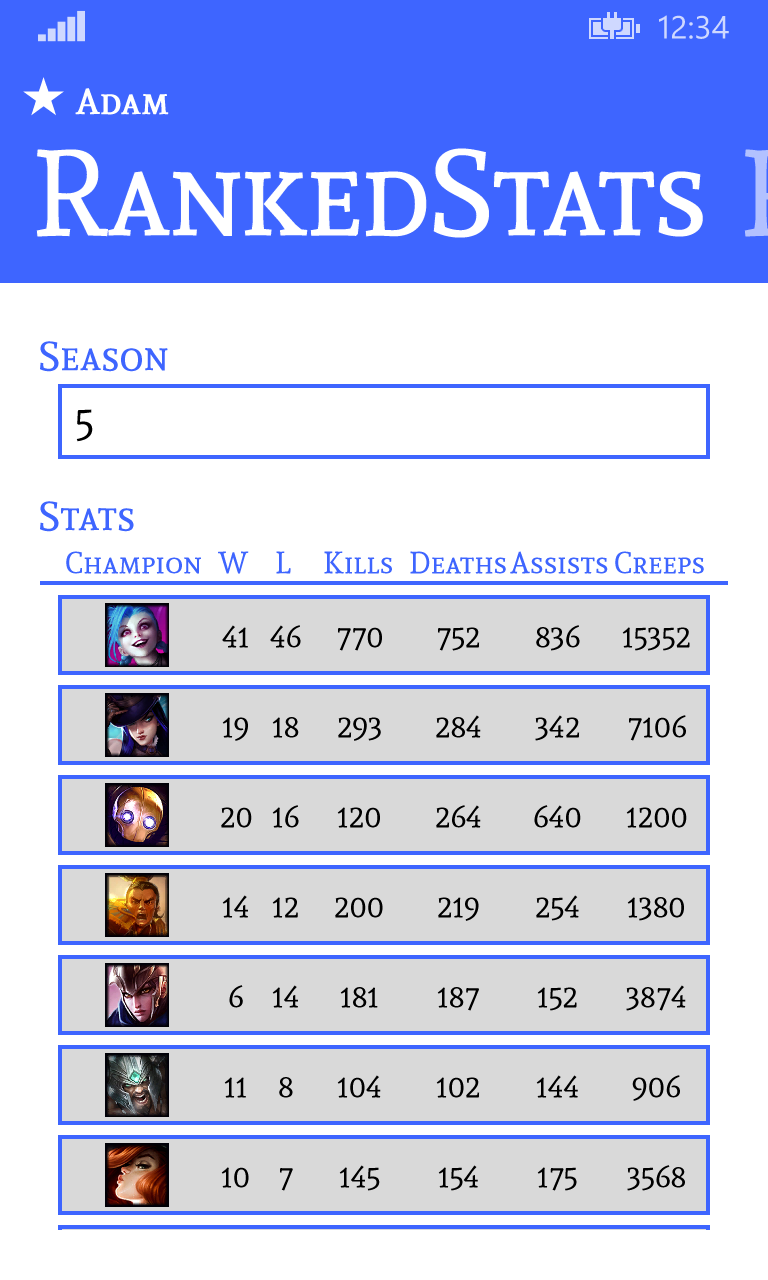 12:34
Adam
RankedStats
Season
5
Stats
Champion W L Kills Deaths Assists Creeps
41 46 770 752 836 15352
19 18 293 284 342 7106
20 16 120 264 640 1200
14 12 200 219 254 1380
6 14 181 187 152 3874
11 8 104 102 144 906
10 7 145 154 175 3568